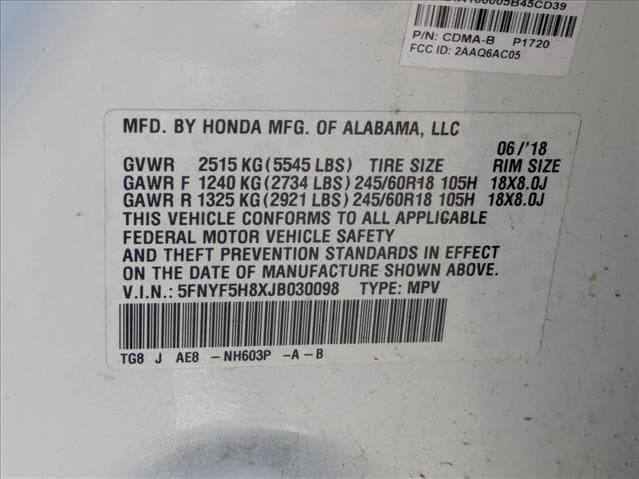 P/N: CDMA-B P1720
FCC ID: 2AAQ6AC05
MFD. BY HONDA MFG. OF ALABAMA, LLC
06/'18
GVWR 2515 KG(5545 LBS) TIRE SIZE RIM SIZE
GAWR F 1240 KG(2734 LBS) 245/60R18 105H 18X8.0J
GAWR R 1325 KG(2921 LBS) 245/60R18 105H 18X8.0J
THIS VEHICLE CONFORMS TO ALL APPLICABLE
FEDERAL MOTOR VEHICLE SAFETY
AND THEFT PREVENTION STANDARDS IN EFFECT
ON THE DATE OF MANUFACTURE SHOWN ABOVE.
V.I.N.: 5FNYF5H8XJB030098 TYPE: MPV
TG8 J AE8 -NH603P -A-B